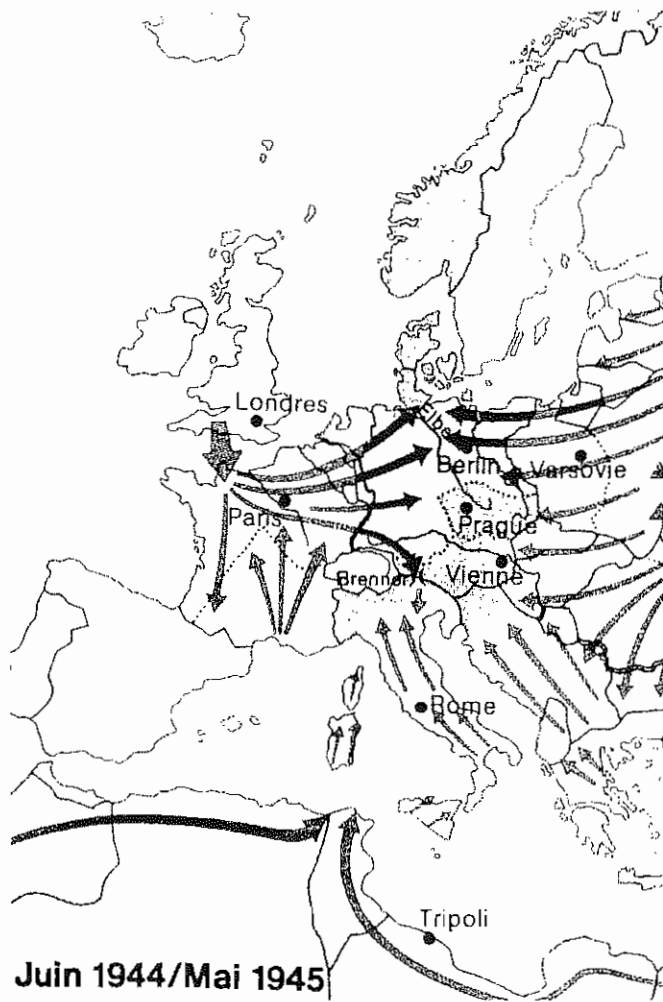 Londres
Elbe
Berlin
Varsovie
Paris
Prague
Brenner
Vienne
Rome
Tripoli
Juin 1944/Mai 1945